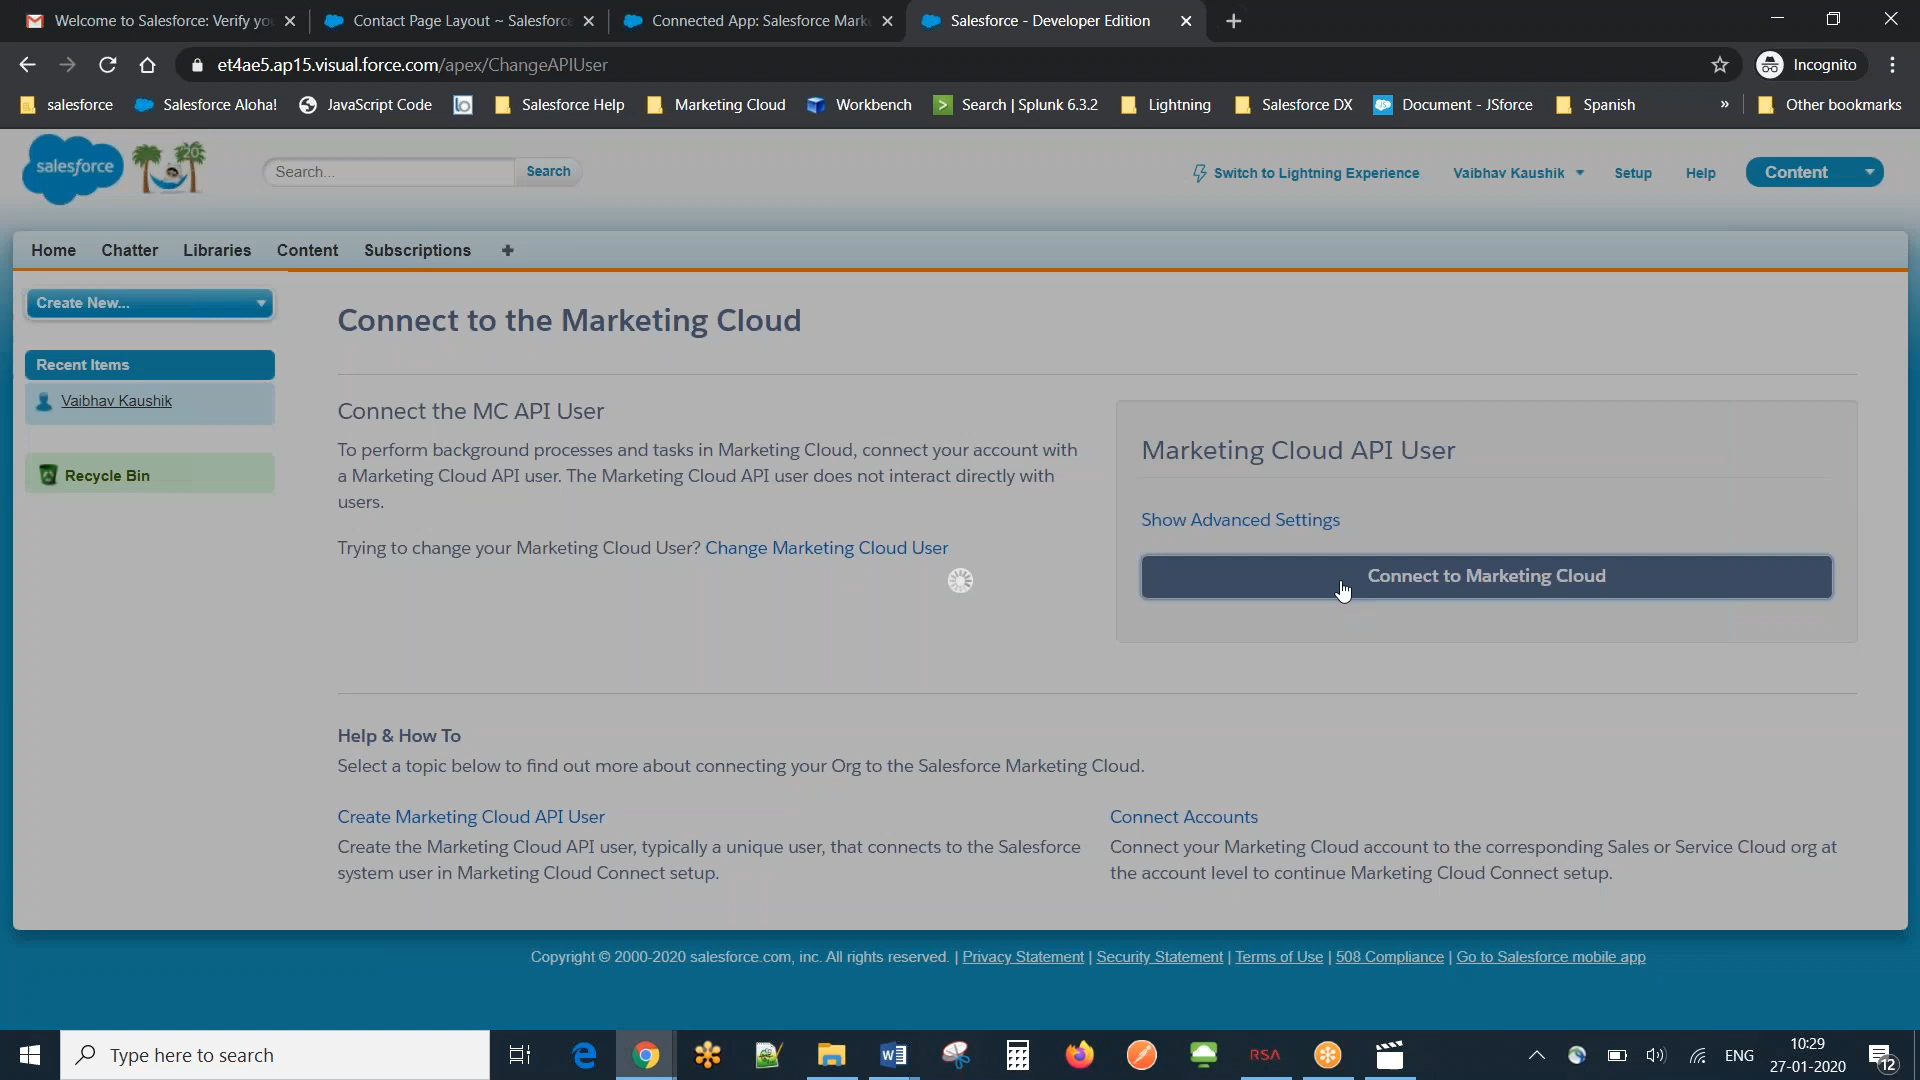 Welcome to Salesforce: Verify yo
Contact Page Layout ~ Salesforce
Connected App: Salesforce Mark
Salesforce - Developer Edition
et4ae5.ap15.visual.force.com/apex/ChangeAPIUser
Incognito
salesforce
Salesforce Aloha!
JavaScript Code
Salesforce Help
Marketing Cloud
Workbench
Search | Splunk 6.3.2
Lightning
Salesforce DX
Document - JSforce
Spanish
»
Other bookmarks
salesforce
20
Search...
Search
Switch to Lightning Experience
Vaibhav Kaushik
Setup
Help
Content
Home
Chatter
Libraries
Content
Subscriptions
+
Create New...
Recent Items
Vaibhav Kaushik
Recycle Bin
Connect to the Marketing Cloud
Connect the MC API User
To perform background processes and tasks in Marketing Cloud, connect your account with
a Marketing Cloud API user. The Marketing Cloud API user does not interact directly with
users.
Trying to change your Marketing Cloud User? Change Marketing Cloud User
Marketing Cloud API User
Show Advanced Settings
Connect to Marketing Cloud
Help & How To
Select a topic below to find out more about connecting your Org to the Salesforce Marketing Cloud.
Create Marketing Cloud API User
Create the Marketing Cloud API user, typically a unique user, that connects to the Salesforce
system user in Marketing Cloud Connect setup.
Connect Accounts
Connect your Marketing Cloud account to the corresponding Sales or Service Cloud org at
the account level to continue Marketing Cloud Connect setup.
Copyright © 2000-2020 salesforce.com, inc. All rights reserved. | Privacy Statement | Security Statement | Terms of Use | 508 Compliance | Go to Salesforce mobile app
Type here to search
RSA
ENG
10:29
27-01-2020
12